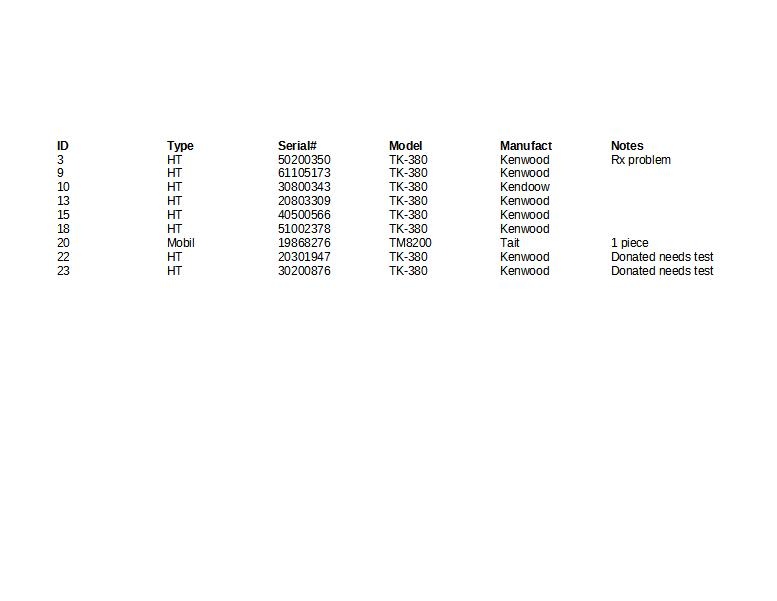 ID Type Serial# Model Manufact Notes
3 HT 50200350 TK-380 Kenwood Rx problem
9 HT 61105173 TK-380 Kenwood
10 HT 30800343 TK-380 Kendoow
13 HT 20803309 TK-380 Kenwood
15 HT 40500566 TK-380 Kenwood
18 HT 51002378 TK-380 Kenwood
20 Mobil 19868276 TM8200 Tait 1 piece
22 HT 20301947 TK-380 Kenwood Donated needs test
23 HT 30200876 TK-380 Kenwood Donated needs test